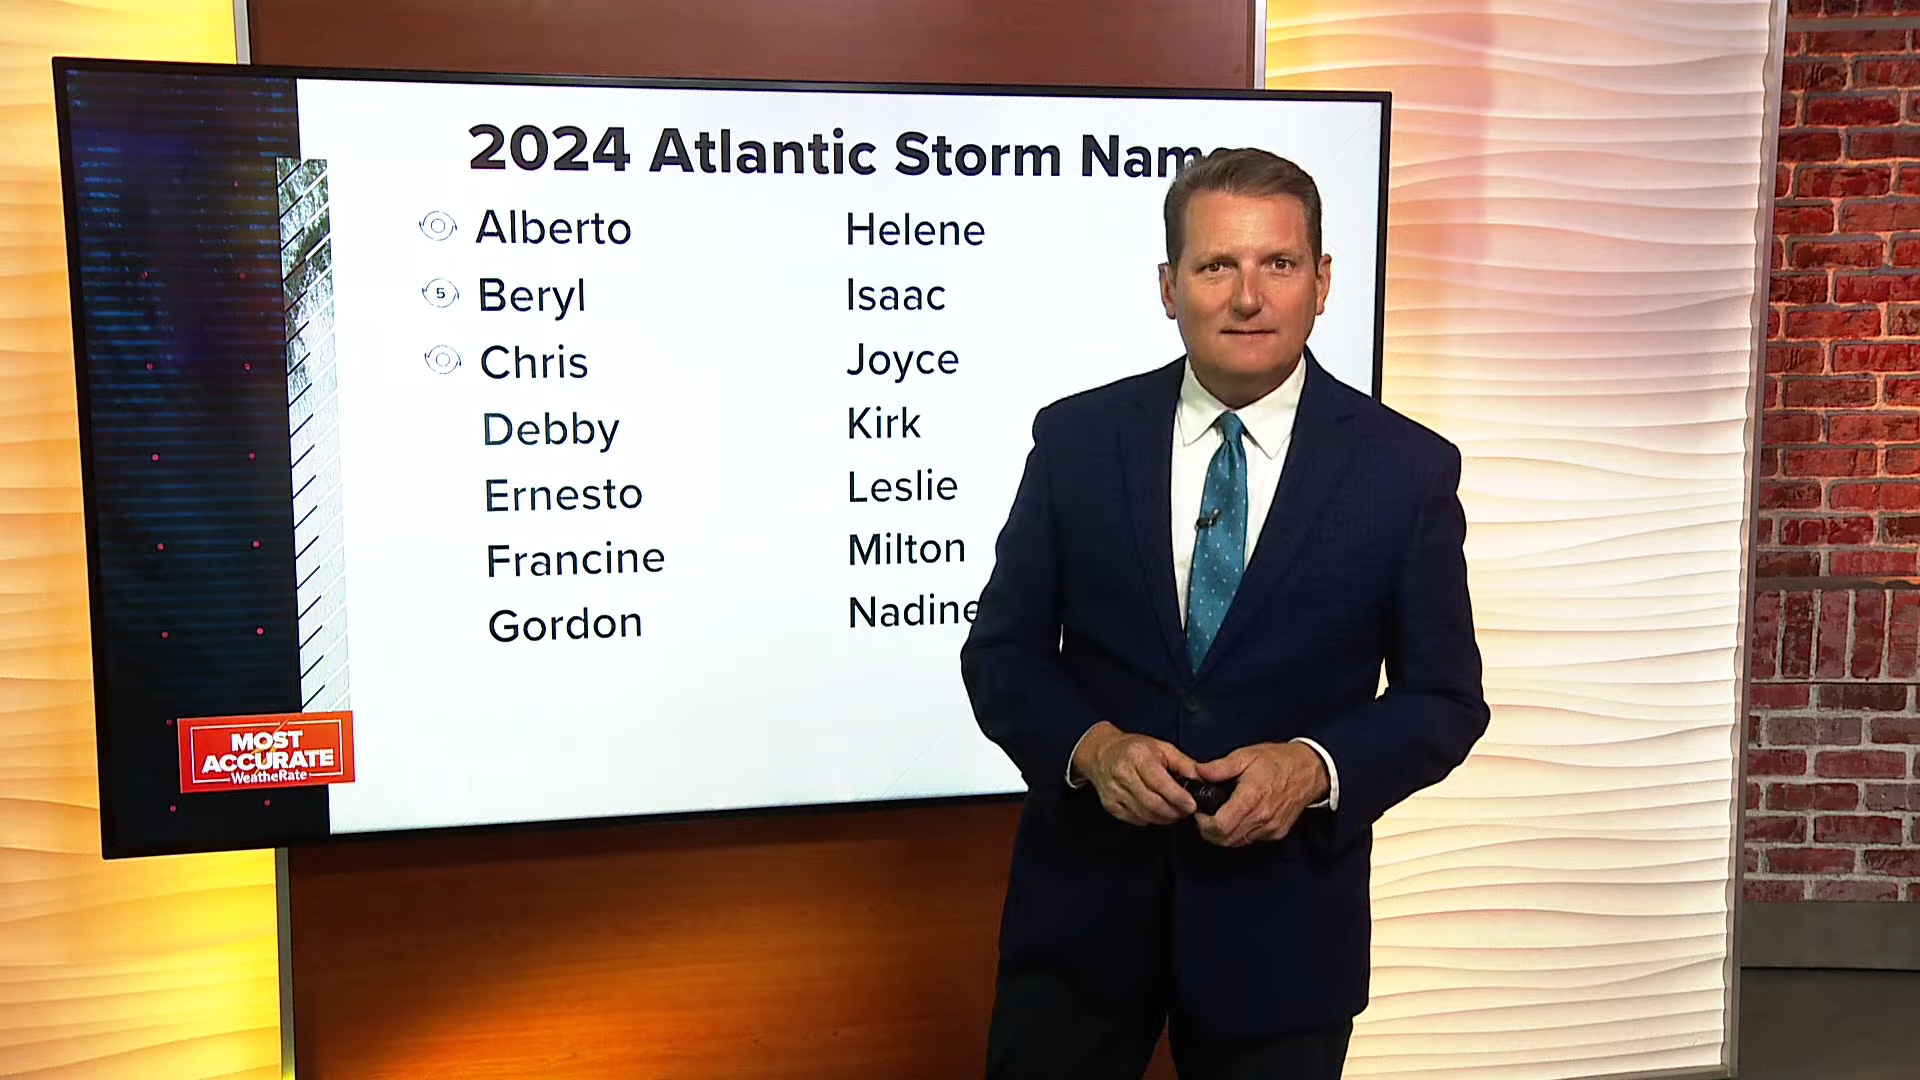 2024 Atlantic Storm Nam
Alberto
5 Beryl
Chris
Debby
Ernesto
Francine
Gordon
Helene
Isaac
Joyce
Kirk
Leslie
Milton
Nadine
MOST
ACCURATE
WeatheRate